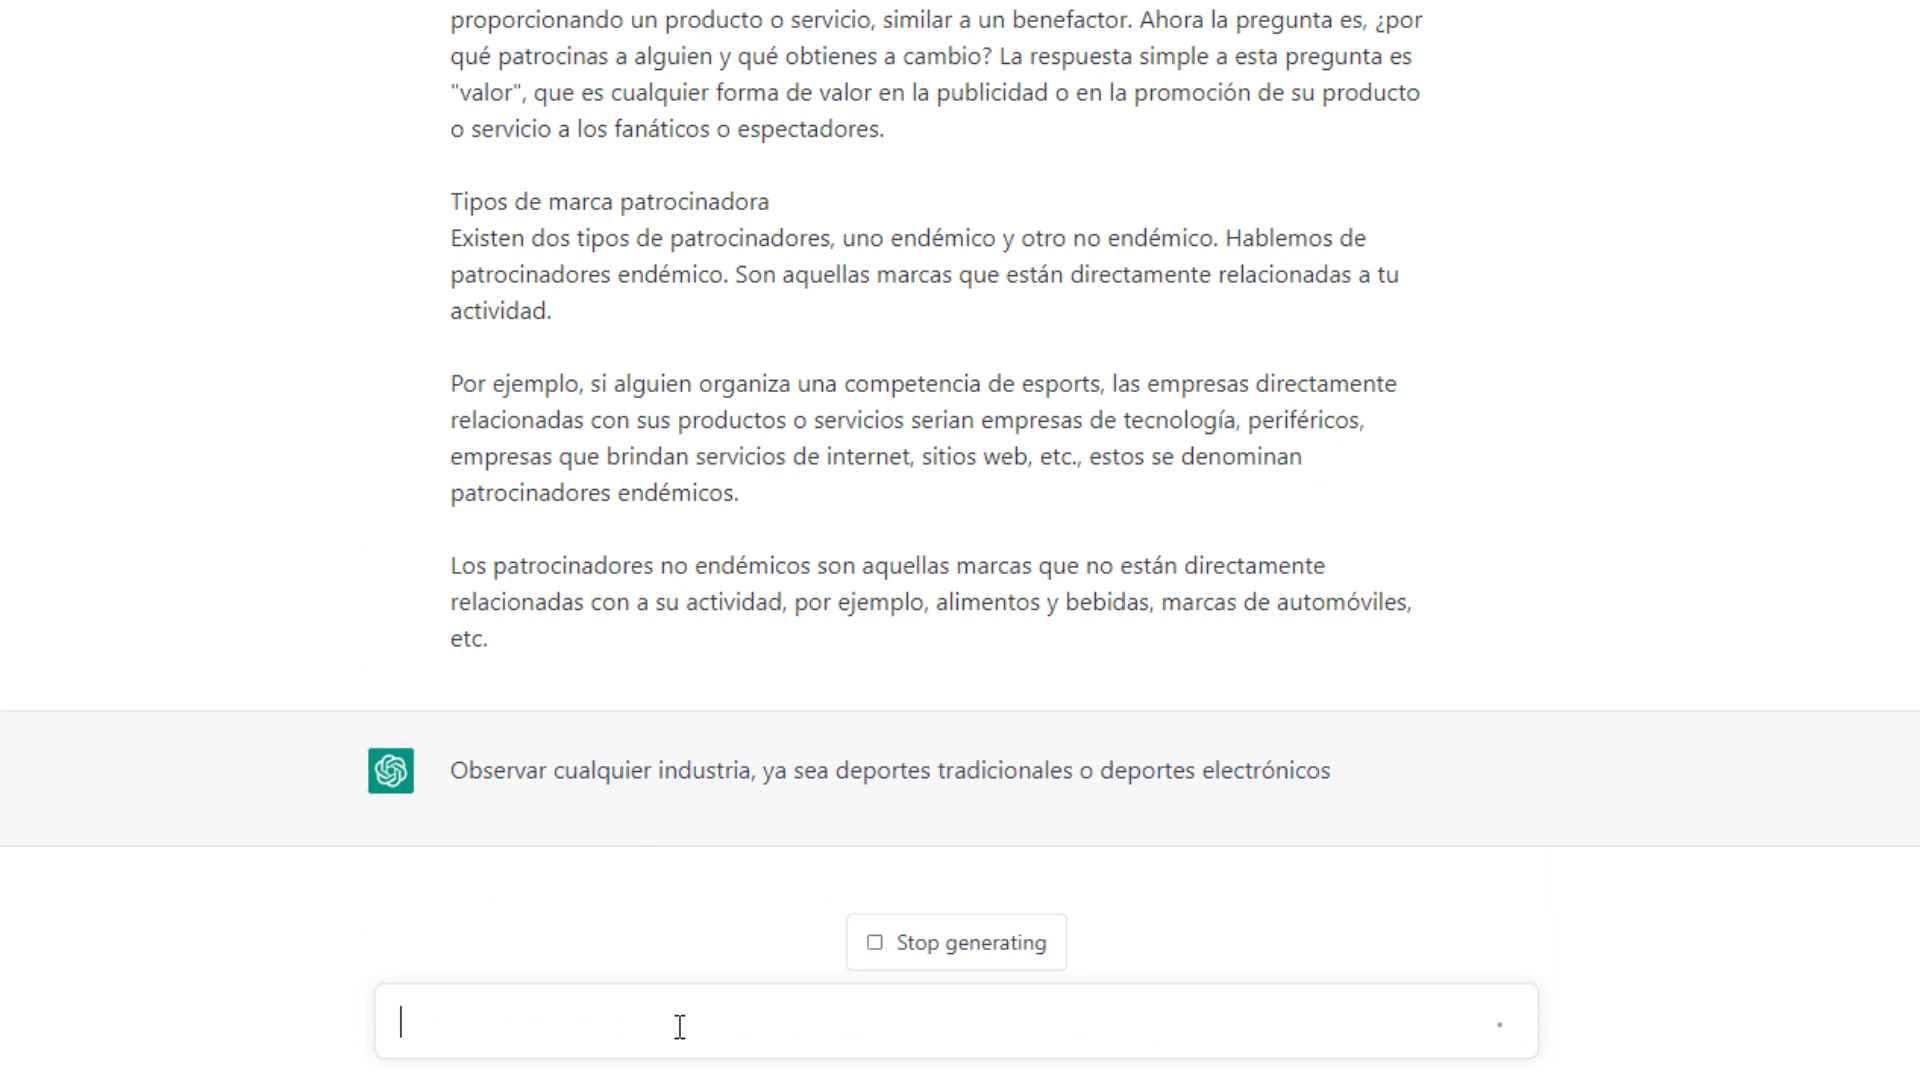 proporcionando un producto o servicio, similar a un benefactor. Ahora la pregunta es, ¿por
qué patrocinas a alguien y qué obtienes a cambio? La respuesta simple a esta pregunta es
"valor", que es cualquier forma de valor en la publicidad o en la promoción de su producto
o servicio a los fanáticos o espectadores.
Tipos de marca patrocinadora
Existen dos tipos de patrocinadores, uno endémico y otro no endémico. Hablemos de
patrocinadores endémico. Son aquellas marcas que están directamente relacionadas a tu
actividad.
Por ejemplo, si alguien organiza una competencia de esports, las empresas directamente
relacionadas con sus productos o servicios serian empresas de tecnología, periféricos,
empresas que brindan servicios de internet, sitios web, etc., estos se denominan
patrocinadores endémicos.
Los patrocinadores no endémicos son aquellas marcas que no están directamente
relacionadas con a su actividad, por ejemplo, alimentos y bebidas, marcas de automóviles,
etc.
Observar cualquier industria, ya sea deportes tradicionales o deportes electrónicos
Stop generating